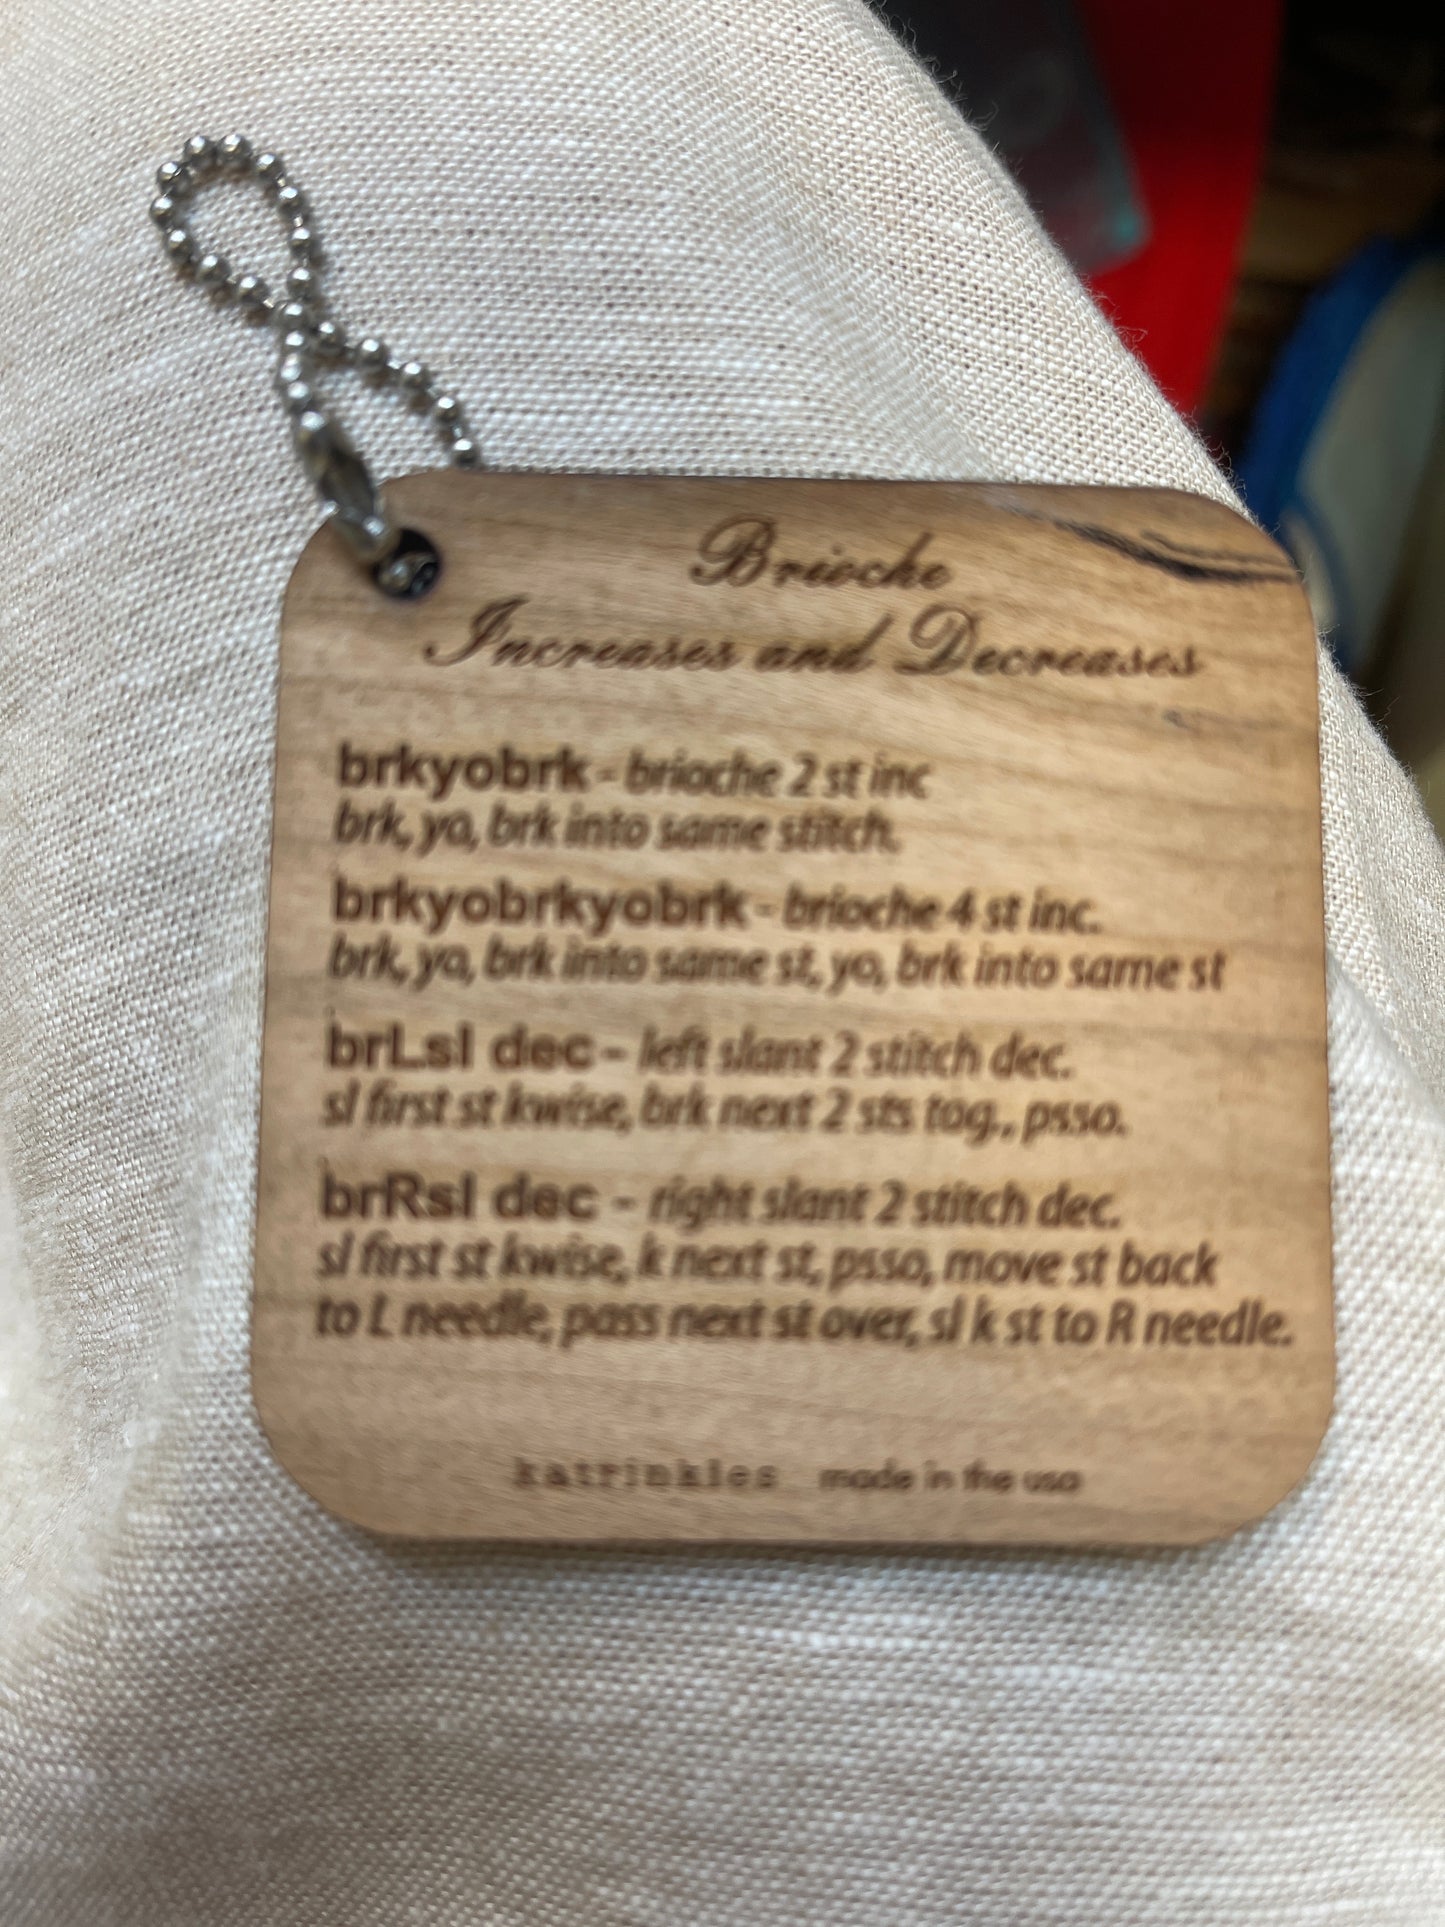 Brioche
Increases and Decreases
brkyobrk - brioche 2 st inc
brk, yo, brk into same stitch.
brkyobrkyobrk - brioche 4 st inc.
brk, yo, brk into same st, yo, brk into same st
brLsl dec - left slant 2 stitch dec.
sl first st kwise, brk next 2 sts tog., psso.
brRsl dec - right slant 2 stitch dec.
sl first st kwise, k next st, psso, move st back
to L needle, pass next st over, sl k st to R needle.
katrinkles made in the usa